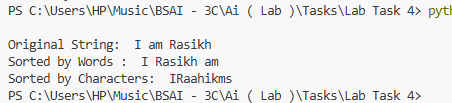 PS C:\Users\HP\Music\BSAI - 3C\Ai ( Lab )\Tasks\Lab Task 4> pyth
Original String:  I am Rasikh
Sorted by Words :  I Rasikh am
Sorted by Characters:  IRaahikms
PS C:\Users\HP\Music\BSAI - 3C\Ai ( Lab )\Tasks\Lab Task 4>